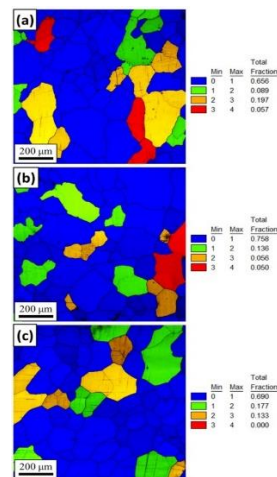 (a)
Total
Min Max Fraction
0 1 0.656
1 2 0.089
2 3 0.197
3 4 0.057
200 µm
(b)
Total
Min Max Fraction
0 1 0.758
1 2 0.136
2 3 0.056
3 4 0.050
200 µm
(c)
Total
Min Max Fraction
0 1 0.690
1 2 0.177
2 3 0.133
3 4 0.000
200 µm